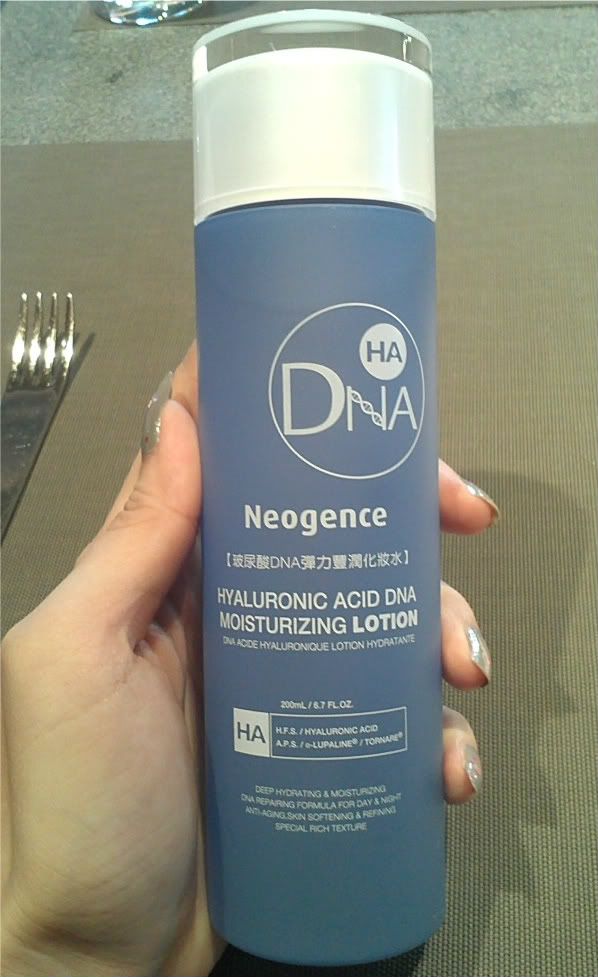 HA
DNA
Neogence
【玻尿酸DNA彈力豐潤化妝水】
HYALURONIC ACID DNA
MOISTURIZING LOTION
DNA ACIDE HYALURONIQUE LOTION HYDRATANTE
200mL / 6.7 FL.OZ.
HA
H.F.S. / HYALURONIC ACID
A.P.S. / α-LUPALINE® / TORNARE®
DEEP HYDRATING & MOISTURIZING
DNA REPAIRING FORMULA FOR DAY & NIGHT
ANTI-AGING,SKIN SOFTENING & REFINING
SPECIAL RICH TEXTURE